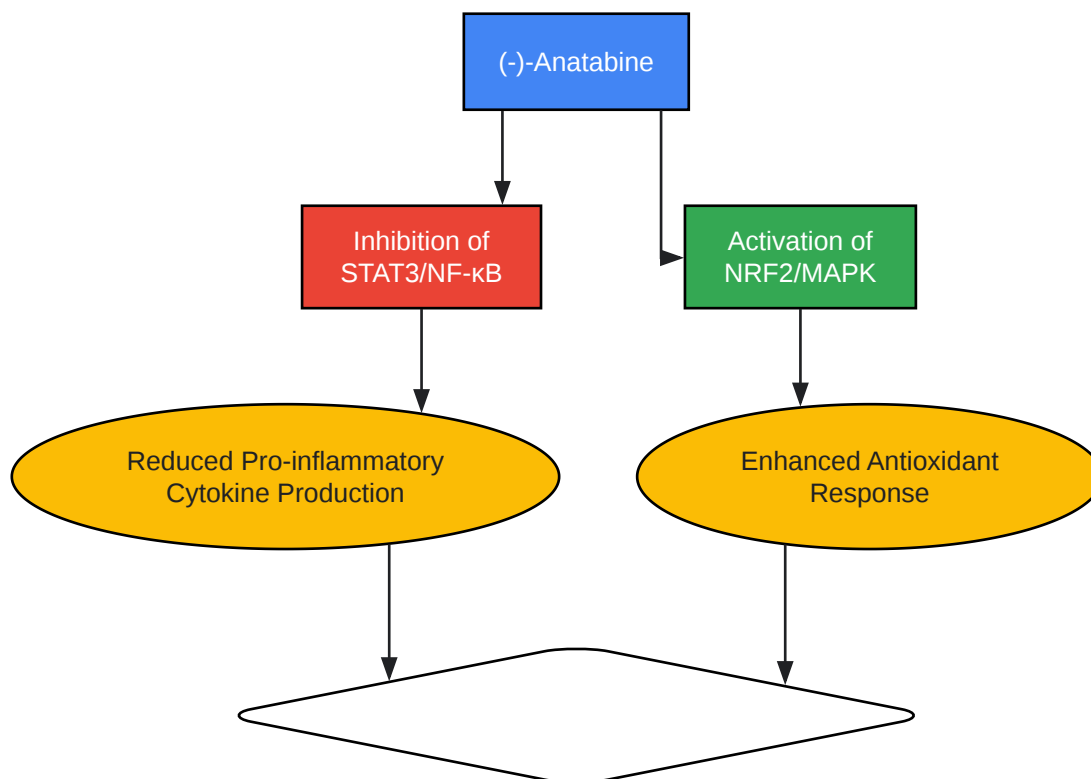 (-)-Anatabine
Inhibition of
STAT3/NF-κB
Activation of
NRF2/MAPK
Reduced Pro-inflammatory
Cytokine Production
Enhanced Antioxidant
Response